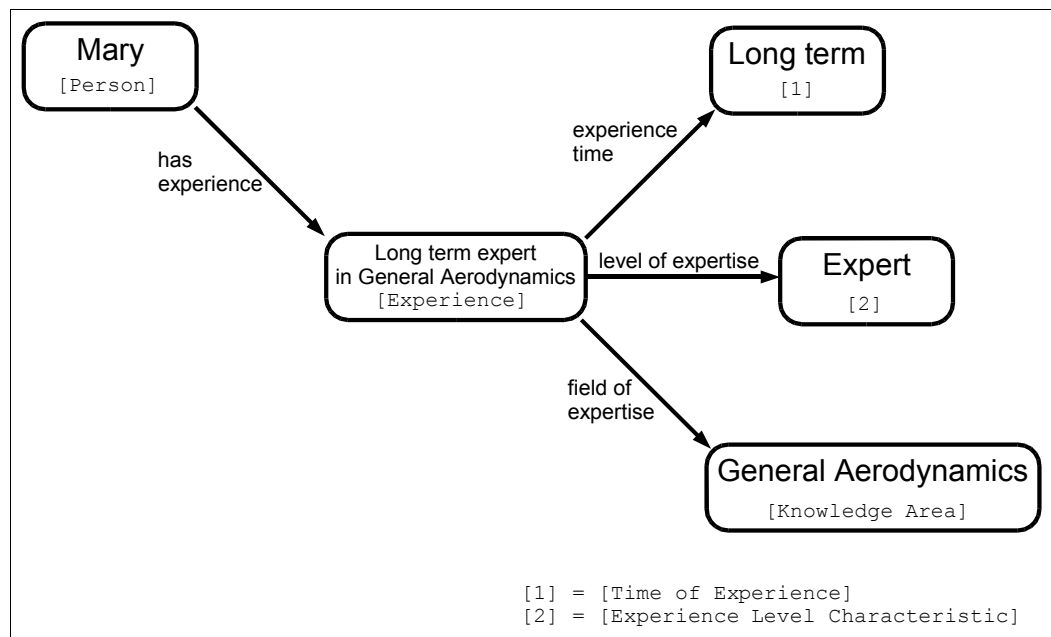 Mary
[Person]
Long term
[1]
experience
time
has
experience
Long term expert
in General Aerodynamics
[Experience]
level of expertise
Expert
[2]
field of
expertise
General Aerodynamics
[Knowledge Area]
[1] = [Time of Experience]
[2] = [Experience Level Characteristic]